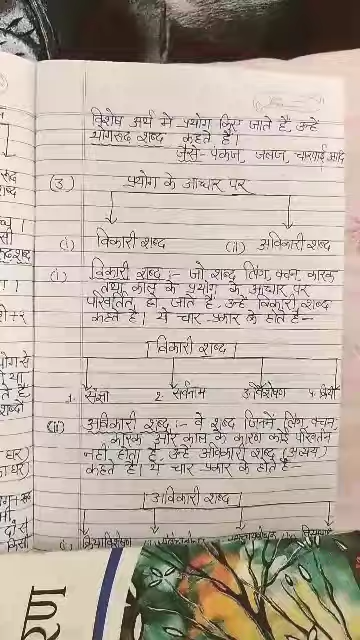 विशेष अर्थ में प्रयोग किए जाते हैं, उन्हें
योगरूढ़ शब्द कहते हैं।
जैसे- पंकज, जलज, चारपाई आदि
(3) प्रयोग के आधार पर
(i) विकारी शब्द (ii) अविकारी शब्द
(i) विकारी शब्द :- जो शब्द लिंग, वचन, कारक
तथा काल के प्रयोग के आधार पर
परिवर्तित हो जाते हैं, उन्हें विकारी शब्द
कहते हैं। ये चार प्रकार के होते हैं-
विकारी शब्द
1. संज्ञा 2. सर्वनाम 3. विशेषण 4. क्रिया
(ii) अविकारी शब्द :- वे शब्द जिनमें लिंग, वचन,
कारक और काल के कारण कोई परिवर्तन
नहीं होता है, उन्हें अविकारी शब्द (अव्यय)
कहते हैं। ये चार प्रकार के होते हैं-
अविकारी शब्द
(i) क्रियाविशेषण